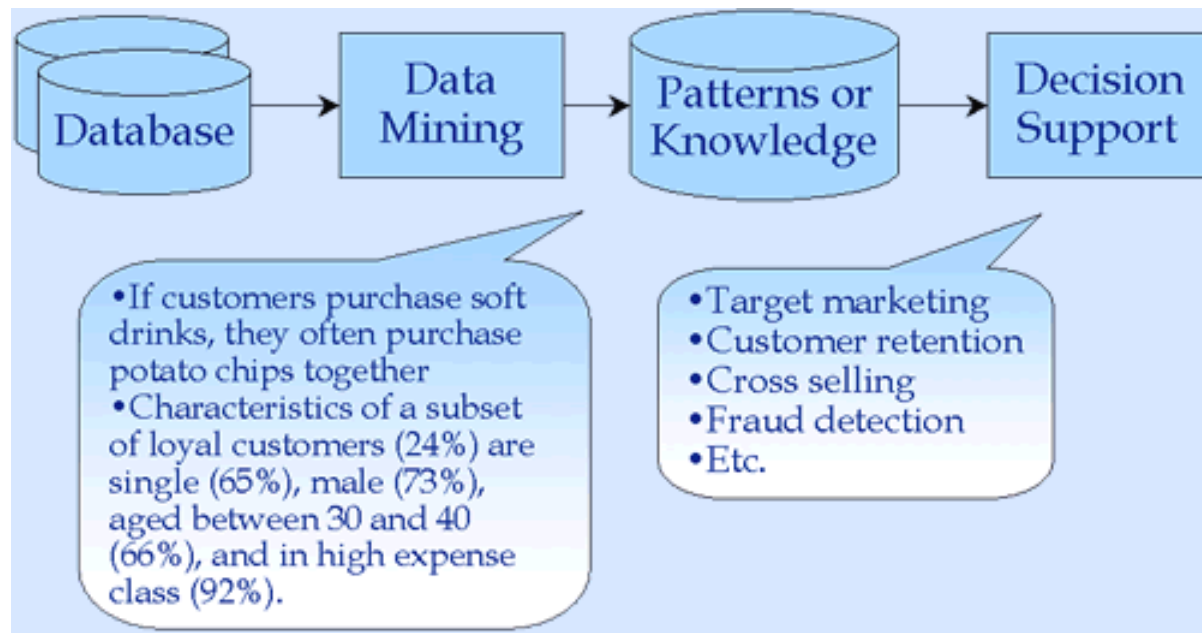 Database
Data
Mining
Patterns or
Knowledge
Decision
Support
•If customers purchase soft
drinks, they often purchase
potato chips together
•Characteristics of a subset
of loyal customers (24%) are
single (65%), male (73%),
aged between 30 and 40
(66%), and in high expense
class (92%).
•Target marketing
•Customer retention
•Cross selling
•Fraud detection
•Etc.